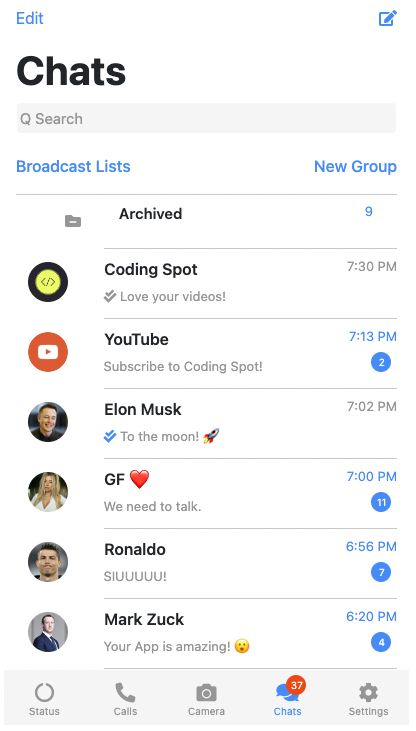 Edit
Chats
Q Search
Broadcast Lists New Group
Archived 9
Coding Spot 7:30 PM
</> Love your videos!
YouTube 7:13 PM
Subscribe to Coding Spot! 2
Elon Musk 7:02 PM
To the moon! 🚀
GF ❤️ 7:00 PM
We need to talk. 11
Ronaldo 6:56 PM
SIUUUUU! 7
Mark Zuck 6:20 PM
Your App is amazing! 😮 4
37
Status Calls Camera Chats Settings